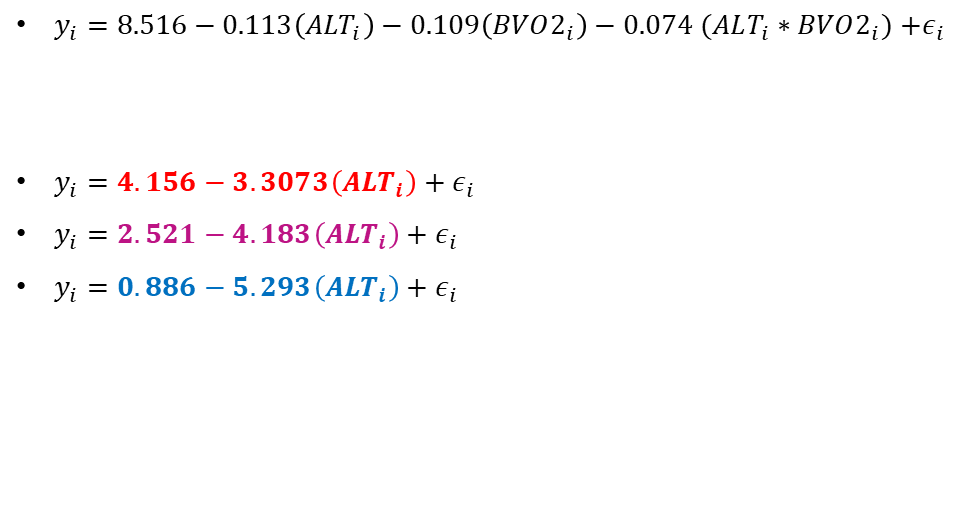 • yᵢ = 8.516 − 0.113(ALTᵢ) − 0.109(BVO2ᵢ) − 0.074 (ALTᵢ ∗ BVO2ᵢ) +ϵᵢ
• yᵢ = 4.156 − 3.3073(ALTᵢ) + ϵᵢ
• yᵢ = 2.521 − 4.183(ALTᵢ) + ϵᵢ
• yᵢ = 0.886 − 5.293(ALTᵢ) + ϵᵢ